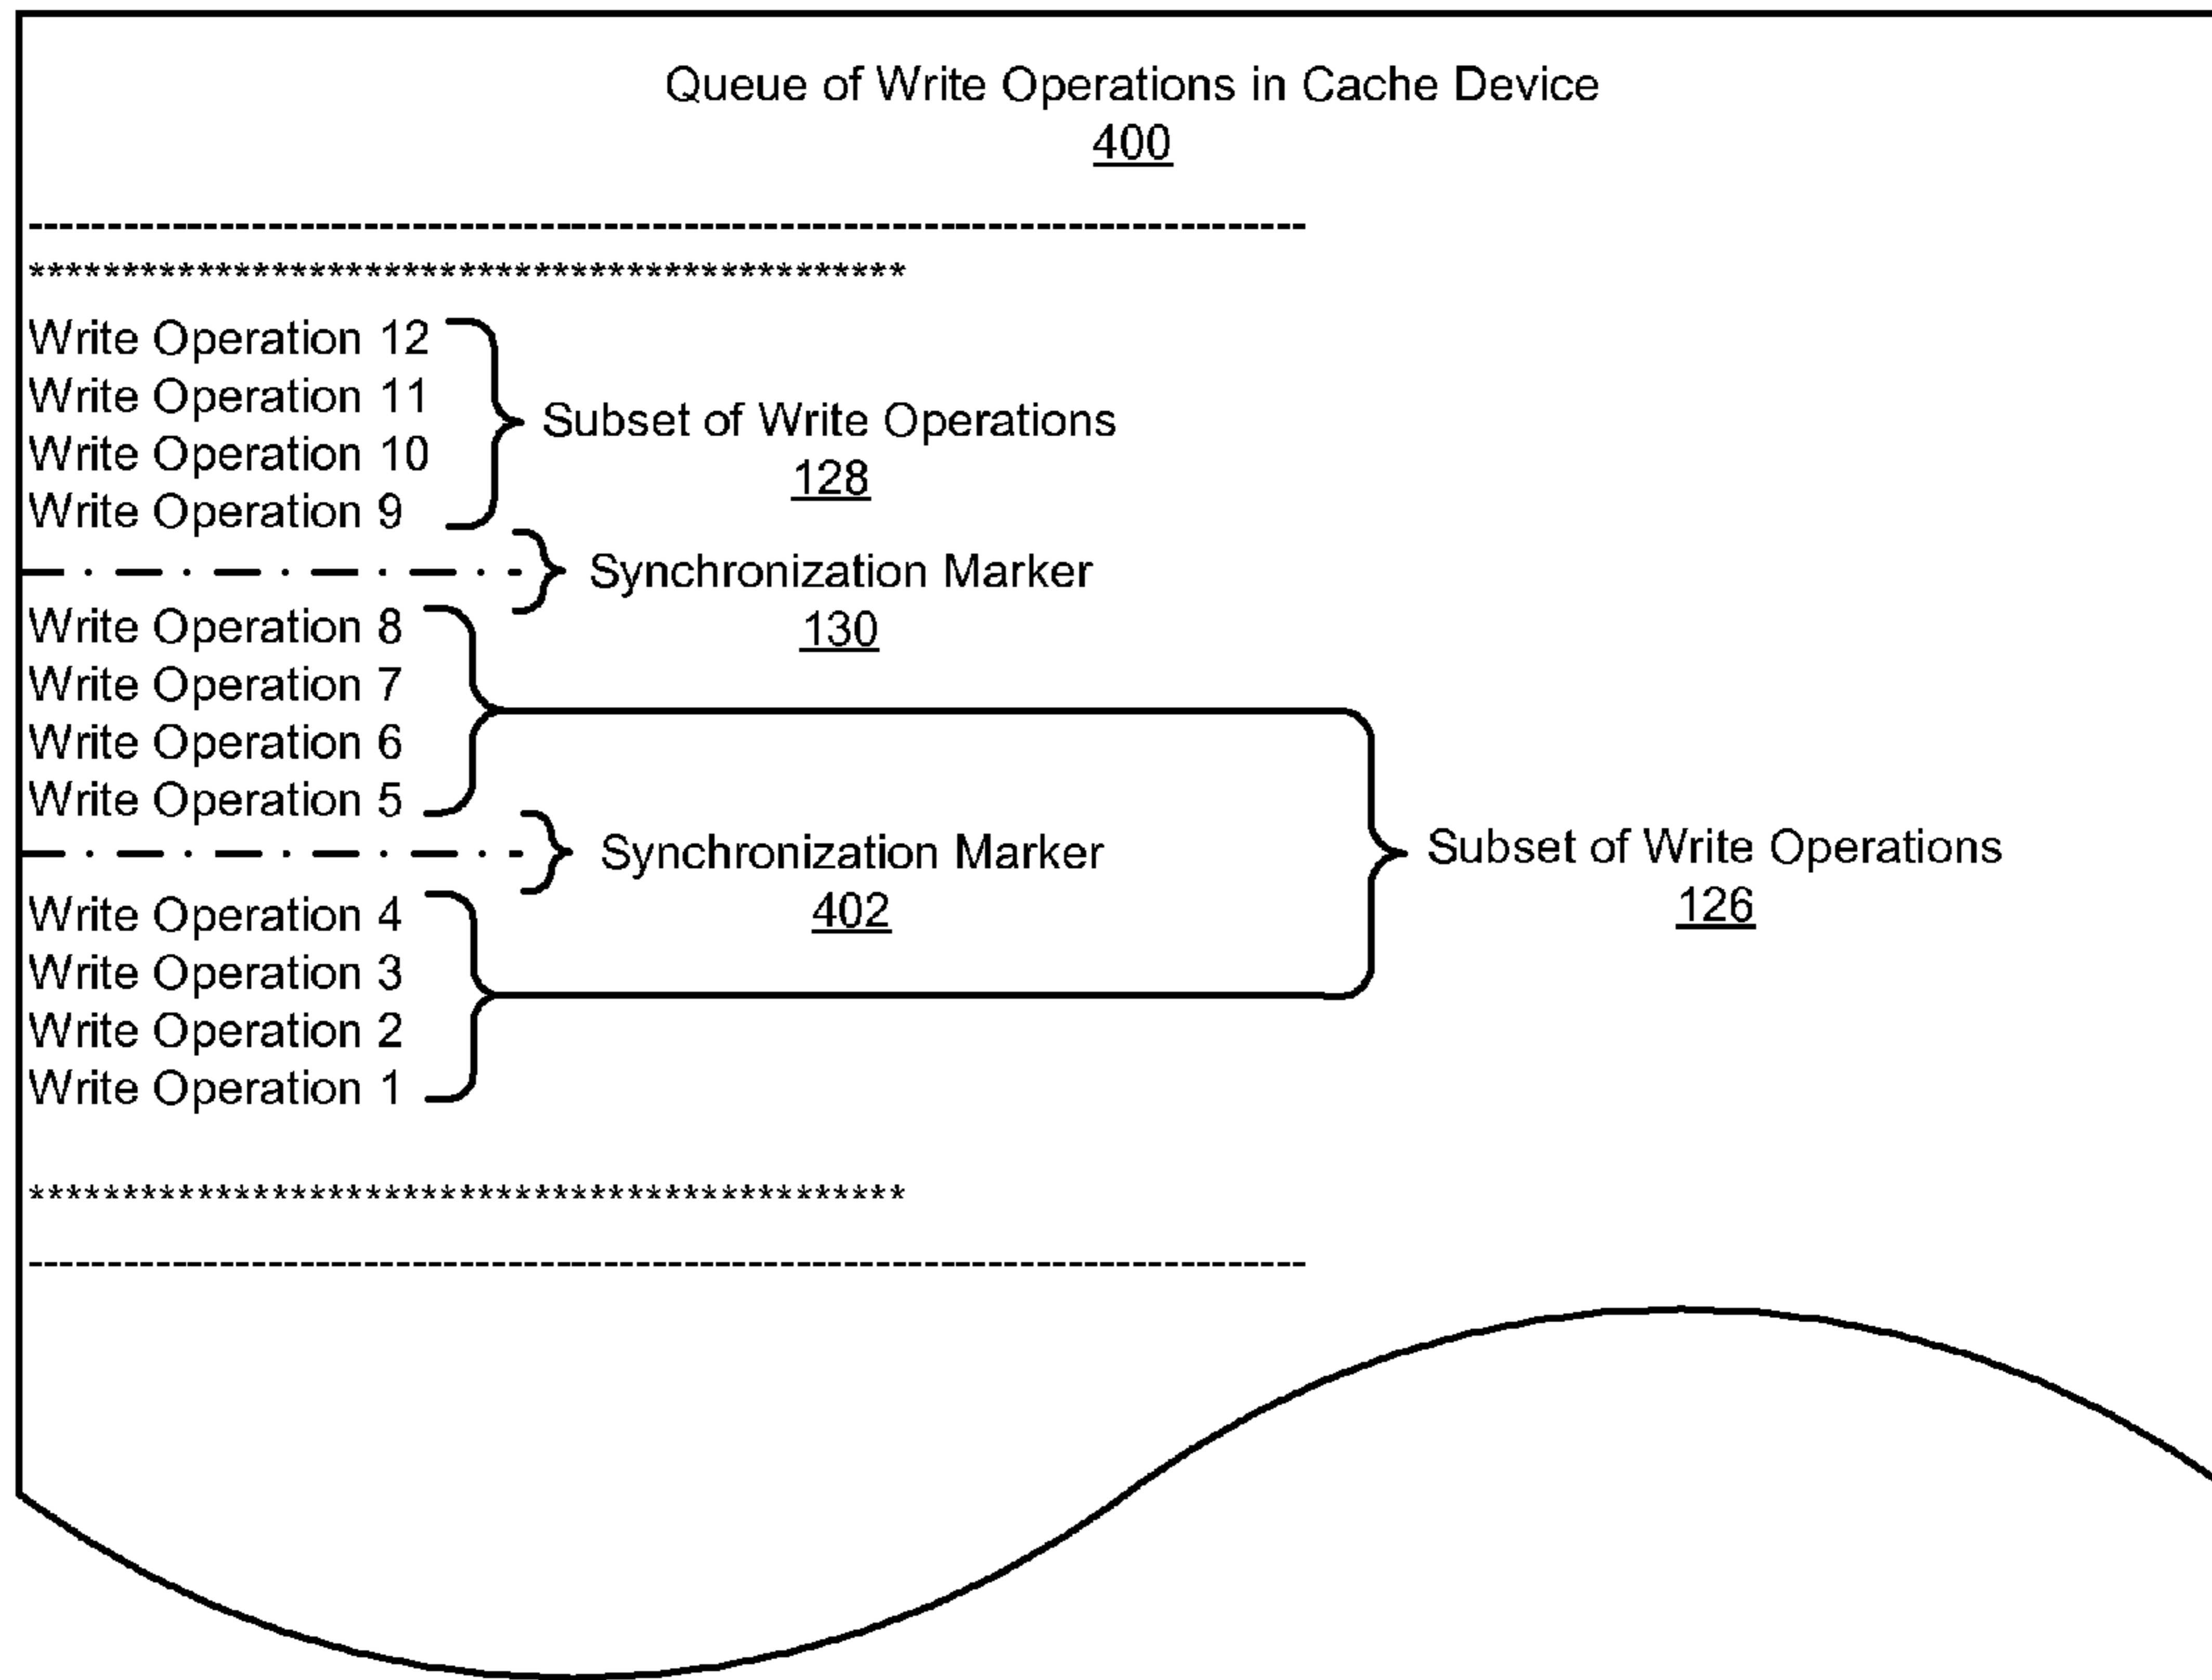 Queue of Write Operations in Cache Device
400
--------------------------------------------------------------------------------
***********************************************
Write Operation 12
Write Operation 11
Write Operation 10
Write Operation 9
Subset of Write Operations
128
Synchronization Marker
130
Write Operation 8
Write Operation 7
Write Operation 6
Write Operation 5
Synchronization Marker
402
Subset of Write Operations
126
Write Operation 4
Write Operation 3
Write Operation 2
Write Operation 1
***********************************************
--------------------------------------------------------------------------------